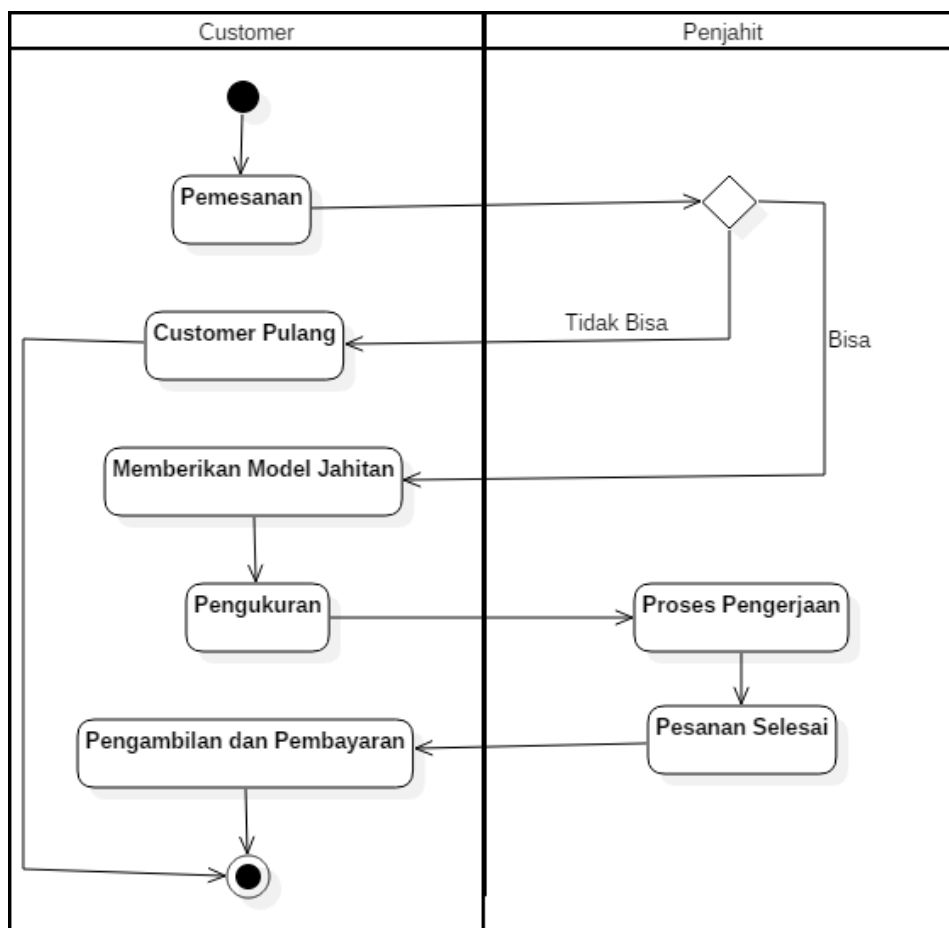 Customer
Penjahit
Pemesanan
Customer Pulang
Tidak Bisa
Bisa
Memberikan Model Jahitan
Pengukuran
Proses Pengerjaan
Pengambilan dan Pembayaran
Pesanan Selesai